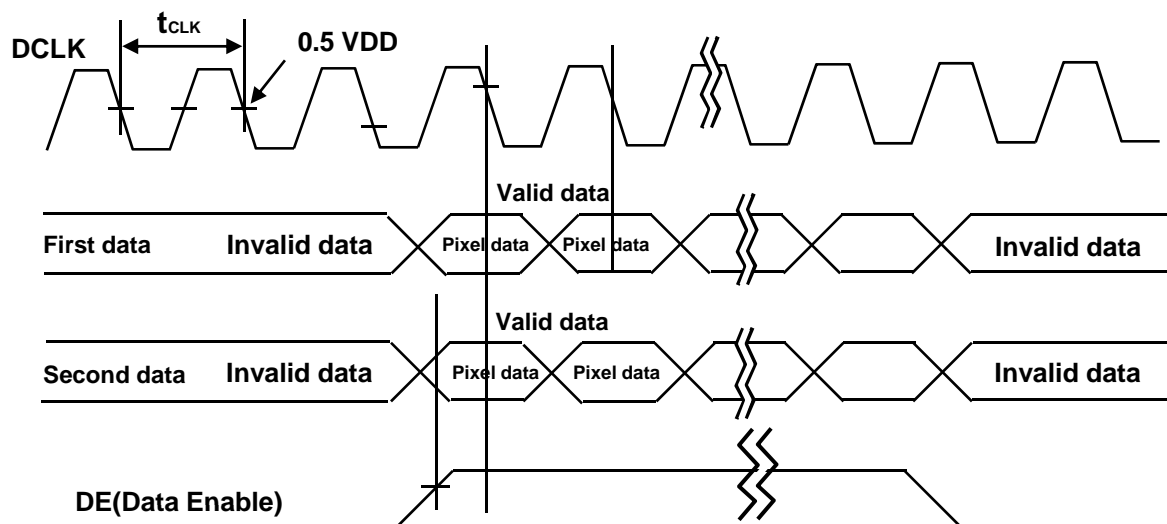 tCLK
DCLK
0.5 VDD
Valid data
First data Invalid data Pixel data Pixel data Invalid data
Valid data
Second data Invalid data Pixel data Pixel data Invalid data
DE(Data Enable)